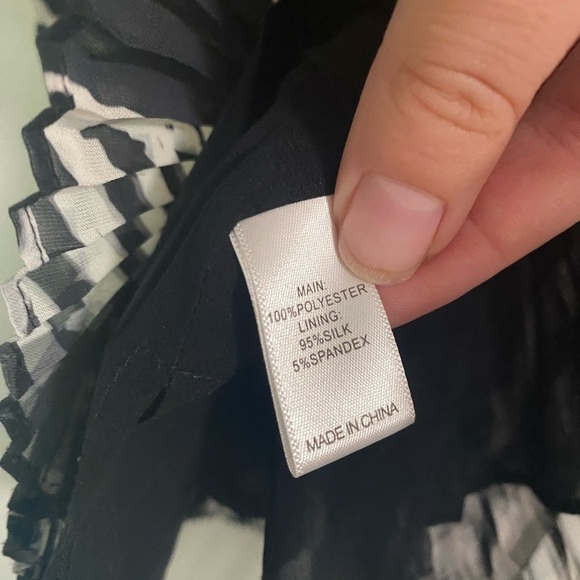 MAIN:
100%POLYESTER
LINING:
95%SILK
5%SPANDEX
MADE IN CHINA